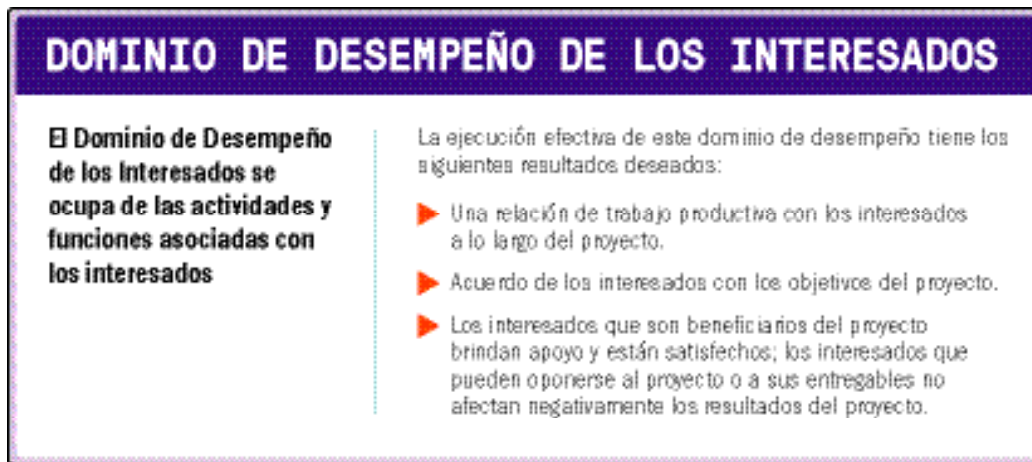 DOMINIO DE DESEMPEÑO DE LOS INTERESADOS
El Dominio de Desempeño
de los Interesados se
ocupa de las actividades y
funciones asociadas con
los interesados
La ejecución efectiva de este dominio de desempeño tiene los
siguientes resultados deseados:
Una relación de trabajo productiva con los interesados
a lo largo del proyecto.
Acuerdo de los interesados con los objetivos del proyecto.
Los interesados que son beneficiarios del proyecto
brindan apoyo y están satisfechos; los interesados que
pueden oponerse al proyecto o a sus entregables no
afectan negativamente los resultados del proyecto.